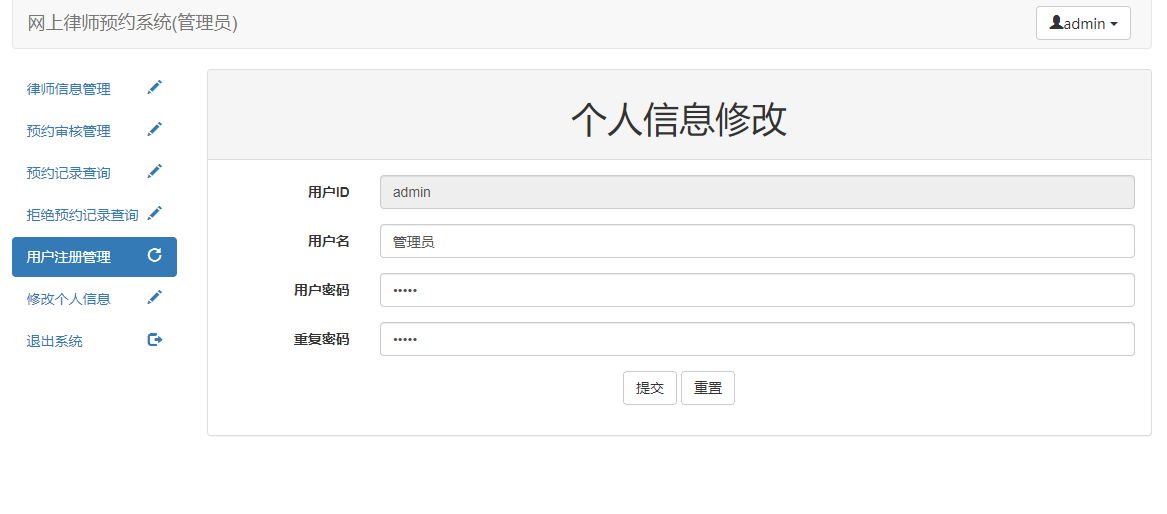 网上律师预约系统(管理员)
admin
律师信息管理
预约审核管理
预约记录查询
拒绝预约记录查询
用户注册管理
修改个人信息
退出系统
个人信息修改
用户ID
admin
用户名
管理员
用户密码
•••••
重复密码
•••••
提交 重置